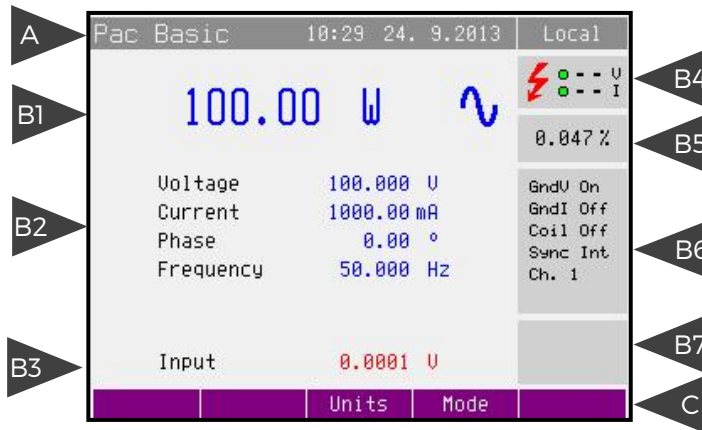 A
Pac Basic 10:29 24. 9.2013 Local
B1
100.00 W
B4
- - V
- - I
B5
0.047 %
B2
Voltage 100.000 V
Current 1000.00 mA
Phase 0.00 °
Frequency 50.000 Hz
B6
GndV On
GndI Off
Coil Off
Sync Int
Ch. 1
B3
Input 0.0001 V
B7
Units Mode
C